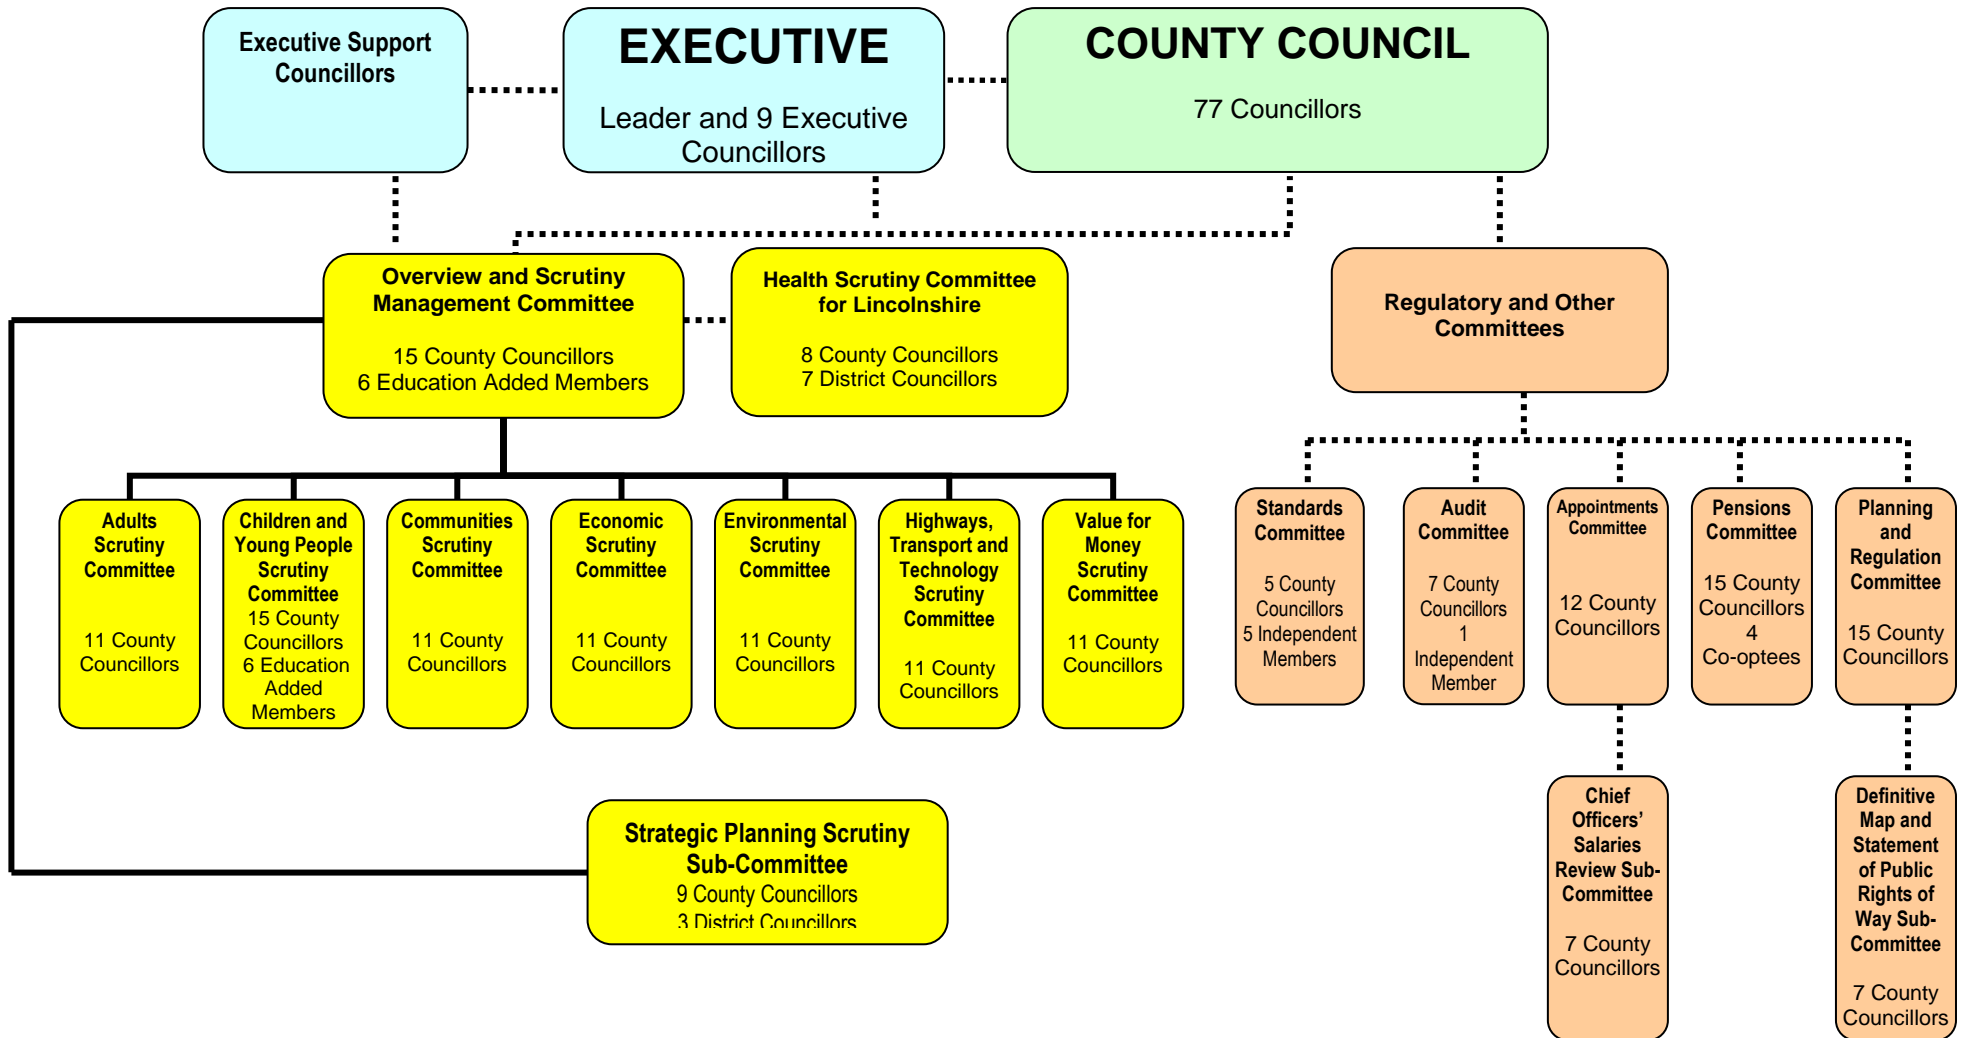 Executive Support
Councillors
EXECUTIVE
Leader and 9 Executive
Councillors
COUNTY COUNCIL
77 Councillors
Overview and Scrutiny
Management Committee
15 County Councillors
6 Education Added Members
Health Scrutiny Committee
for Lincolnshire
8 County Councillors
7 District Councillors
Regulatory and Other
Committees
Adults
Scrutiny
Committee
11 County
Councillors
Children and
Young People
Scrutiny
Committee
15 County
Councillors
6 Education
Added
Members
Communities
Scrutiny
Committee
11 County
Councillors
Economic
Scrutiny
Committee
11 County
Councillors
Environmental
Scrutiny
Committee
11 County
Councillors
Highways,
Transport and
Technology
Scrutiny
Committee
11 County
Councillors
Value for
Money
Scrutiny
Committee
11 County
Councillors
Standards
Committee
5 County
Councillors
5 Independent
Members
Audit
Committee
7 County
Councillors
1
Independent
Member
Appointments
Committee
12 County
Councillors
Pensions
Committee
15 County
Councillors
4
Co-optees
Planning
and
Regulation
Committee
15 County
Councillors
Strategic Planning Scrutiny
Sub-Committee
9 County Councillors
3 District Councillors
Chief
Officers’
Salaries
Review Sub-
Committee
7 County
Councillors
Definitive
Map and
Statement
of Public
Rights of
Way Sub-
Committee
7 County
Councillors